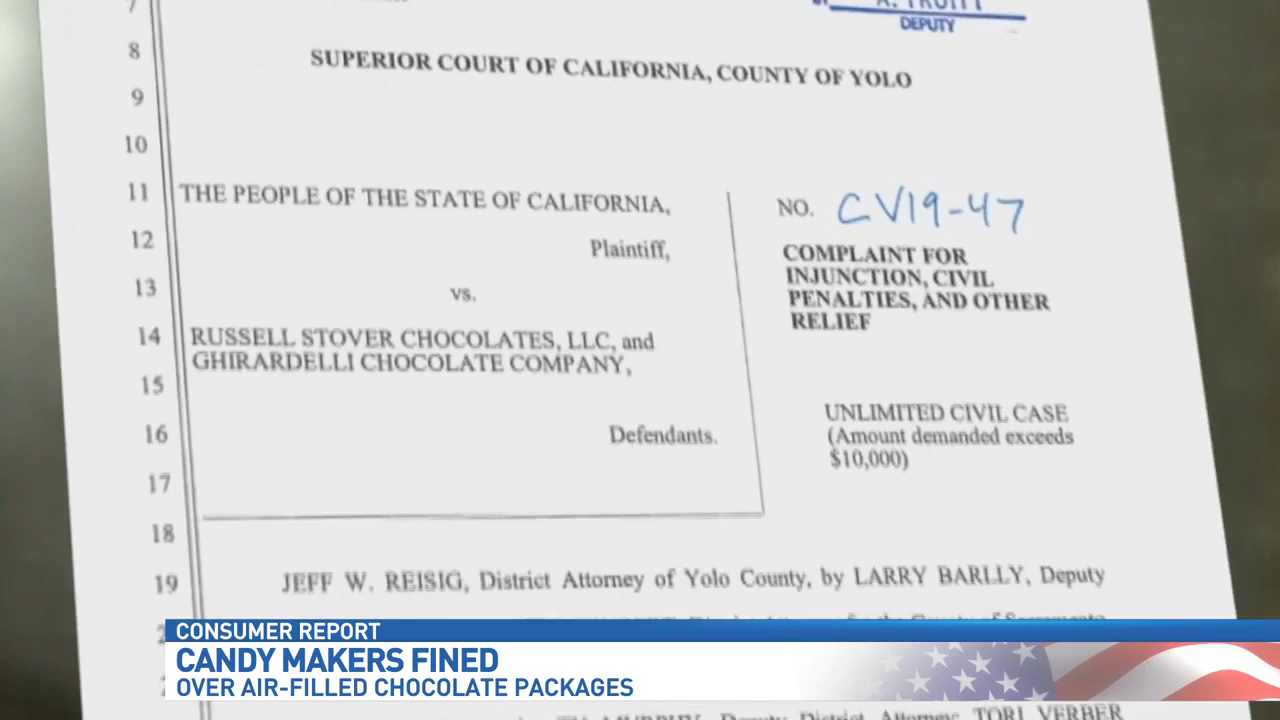 7
A. TRUITT
DEPUTY
8
SUPERIOR COURT OF CALIFORNIA, COUNTY OF YOLO
9
10
11 THE PEOPLE OF THE STATE OF CALIFORNIA,
NO. CV19-47
12 Plaintiff,
COMPLAINT FOR
INJUNCTION, CIVIL
PENALTIES, AND OTHER
RELIEF
13 vs.
14 RUSSELL STOVER CHOCOLATES, LLC, and
GHIRARDELLI CHOCOLATE COMPANY,
15
UNLIMITED CIVIL CASE
(Amount demanded exceeds
$10,000)
16 Defendants.
17
18
19 JEFF W. REISIG, District Attorney of Yolo County, by LARRY BARLLY, Deputy
CONSUMER REPORT
CANDY MAKERS FINED
OVER AIR-FILLED CHOCOLATE PACKAGES
Deputy District Attorney; TORI VERBER